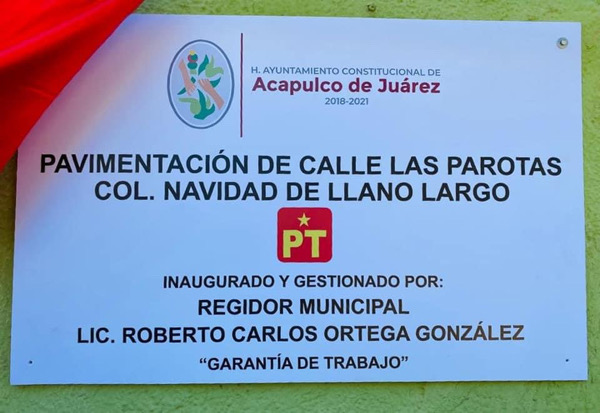 H. AYUNTAMIENTO CONSTITUCIONAL DE
Acapulco de Juárez
2018-2021
PAVIMENTACIÓN DE CALLE LAS PAROTAS
COL. NAVIDAD DE LLANO LARGO
PT
INAUGURADO Y GESTIONADO POR:
REGIDOR MUNICIPAL
LIC. ROBERTO CARLOS ORTEGA GONZÁLEZ
“GARANTÍA DE TRABAJO”